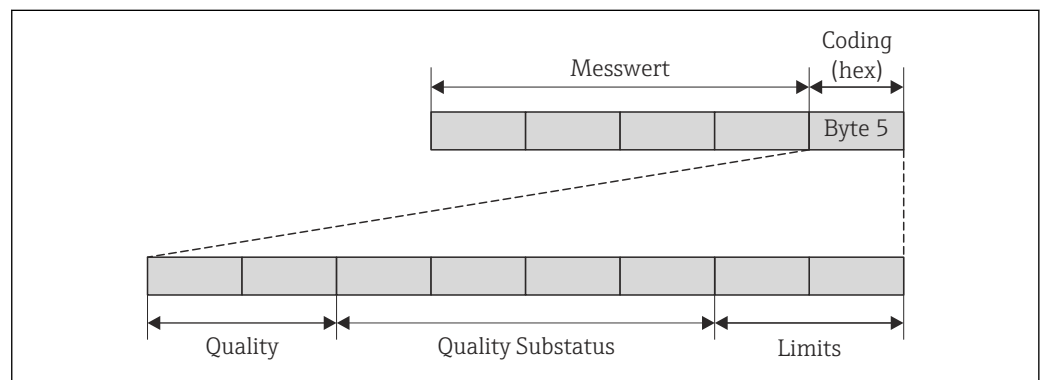 Messwert
Coding
(hex)
Byte 5
Quality
Quality Substatus
Limits